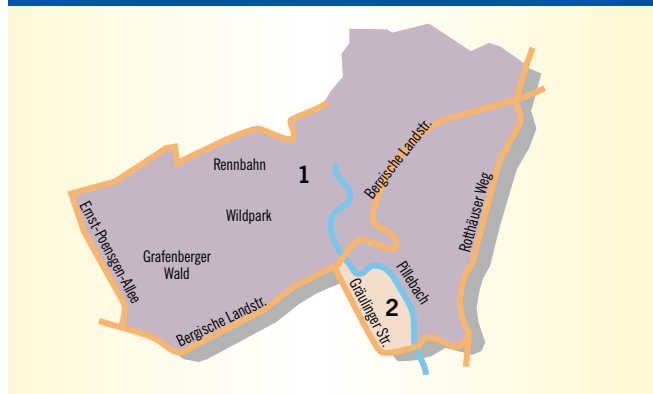 Bergische Landstr.
Rennbahn
1
Rotthäuser Weg
Wildpark
Ernst-Poensgen-Allee
Grafenberger
Wald
Pillebach
Gräulinger Str.
2
Bergische Landstr.